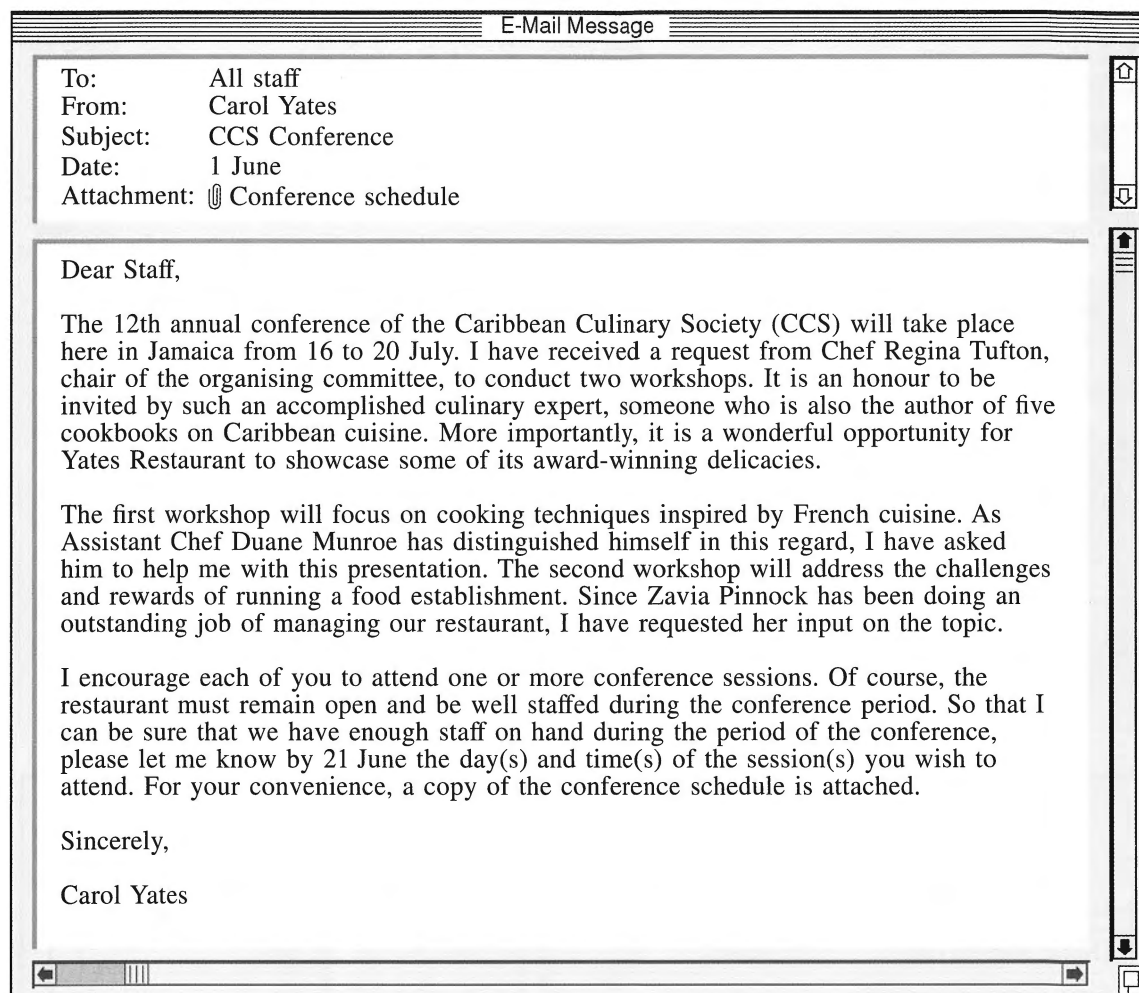 E-Mail Message
To: All staff
From: Carol Yates
Subject: CCS Conference
Date: 1 June
Attachment: Conference schedule
Dear Staff,
The 12th annual conference of the Caribbean Culinary Society (CCS) will take place
here in Jamaica from 16 to 20 July. I have received a request from Chef Regina Tufton,
chair of the organising committee, to conduct two workshops. It is an honour to be
invited by such an accomplished culinary expert, someone who is also the author of five
cookbooks on Caribbean cuisine. More importantly, it is a wonderful opportunity for
Yates Restaurant to showcase some of its award-winning delicacies.
The first workshop will focus on cooking techniques inspired by French cuisine. As
Assistant Chef Duane Munroe has distinguished himself in this regard, I have asked
him to help me with this presentation. The second workshop will address the challenges
and rewards of running a food establishment. Since Zavia Pinnock has been doing an
outstanding job of managing our restaurant, I have requested her input on the topic.
I encourage each of you to attend one or more conference sessions. Of course, the
restaurant must remain open and be well staffed during the conference period. So that I
can be sure that we have enough staff on hand during the period of the conference,
please let me know by 21 June the day(s) and time(s) of the session(s) you wish to
attend. For your convenience, a copy of the conference schedule is attached.
Sincerely,
Carol Yates